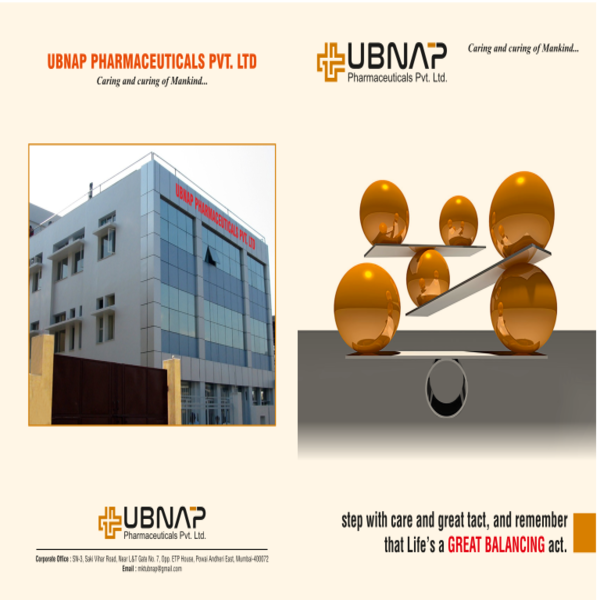 UBNAP PHARMACEUTICALS PVT. LTD
Caring and curing of Mankind...
UBNAP PHARMACEUTICALS PVT. LTD
UBNAP
Pharmaceuticals Pvt. Ltd.
Corporate Office : SN-3, Saki Vihar Road, Near L&T Gate No. 7, Opp. ETP House, Powai Andheri East, Mumbai-400072
Email : mktubnap@gmail.com
UBNAP
Pharmaceuticals Pvt. Ltd.
Caring and curing of Mankind...
step with care and great tact, and remember
that Life's a GREAT BALANCING act.